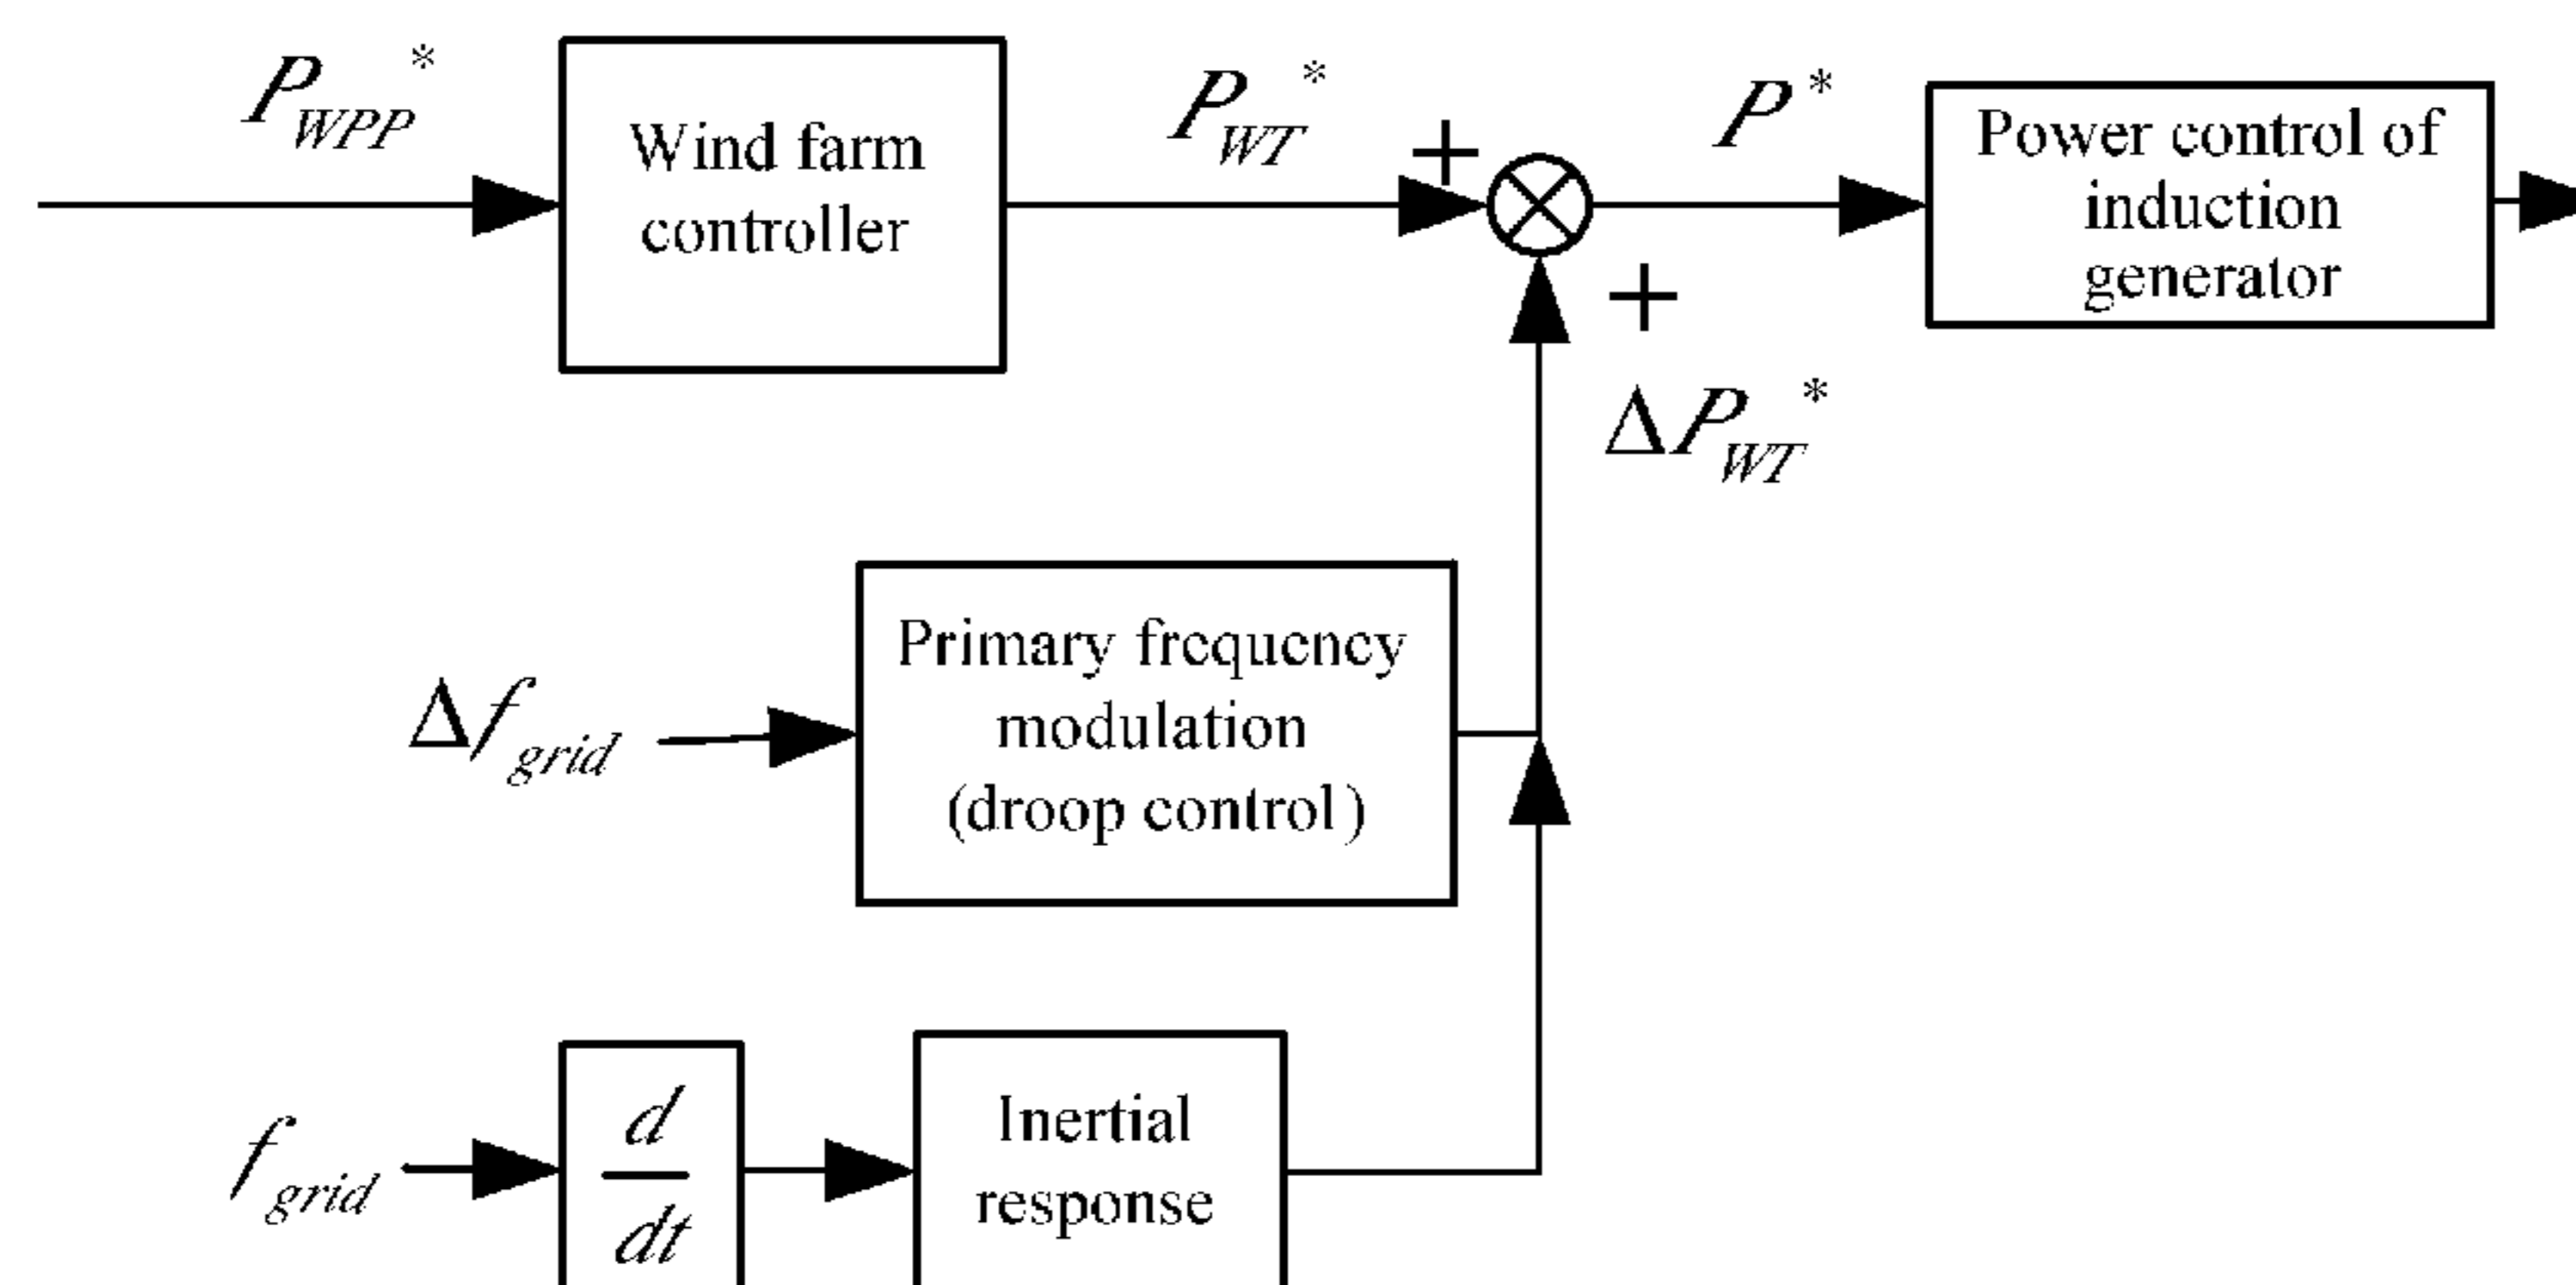 P_WPP*
Wind farm
controller
P_WT*
+
P*
Power control of
induction
generator
+
ΔP_WT*
Δf_grid
Primary frequency
modulation
(droop control)
f_grid
d
dt
Inertial
response